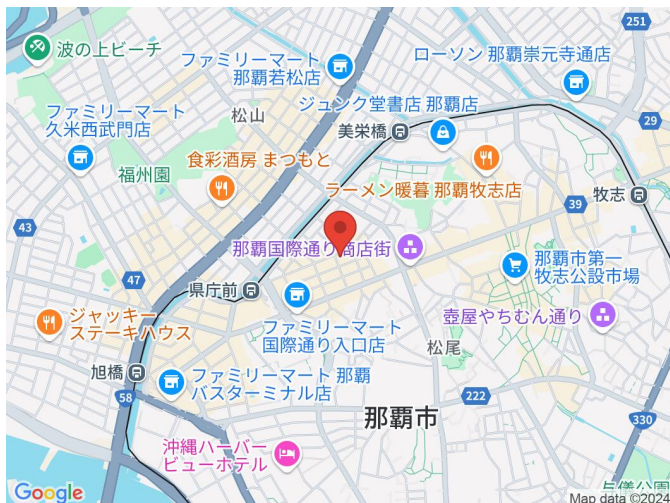 251
波の上ビーチ
ファミリーマート
那覇若松店
ローソン 那覇崇元寺通店
ファミリーマート
久米西武門店
松山
ジュンク堂書店 那覇店
美栄橋
29
食彩酒房 まつもと
福州園
ラーメン暖暮 那覇牧志店
牧志
39
43
那覇国際通り商店街
那覇市第一
牧志公設市場
47
県庁前
ジャッキー
ステーキハウス
ファミリーマート
国際通り入口店
壺屋やちむん通り
松尾
旭橋
ファミリーマート 那覇
バスターミナル店
58
222
那覇市
330
沖縄ハーバー
ビューホテル
与儀公園
Google
Map data ©2024